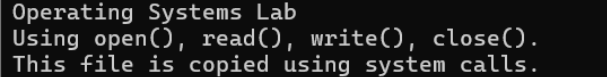 Operating Systems Lab
Using open(), read(), write(), close().
This file is copied using system calls.